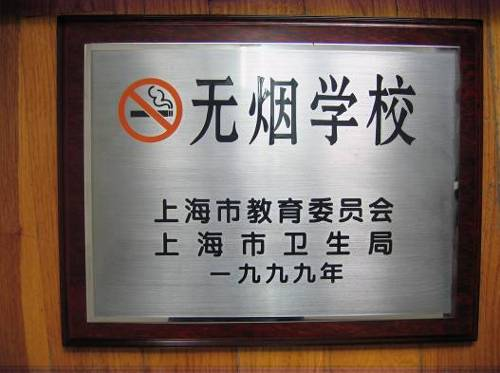 无烟学校
上海市教育委员会
上海市卫生局
一九九九年